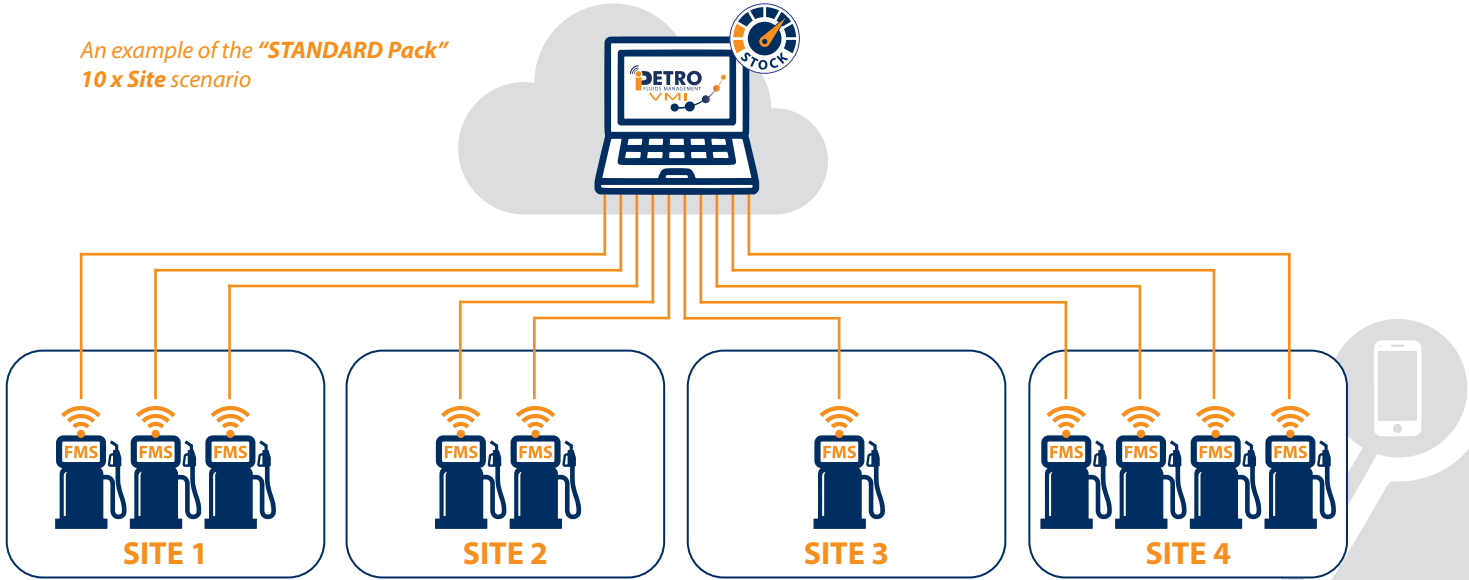 An example of the “STANDARD Pack”
10 x Site scenario
STOCK
iPETRO
FLUIDS MANAGEMENT
VMI
FMS FMS FMS FMS FMS FMS FMS FMS FMS FMS
SITE 1 SITE 2 SITE 3 SITE 4